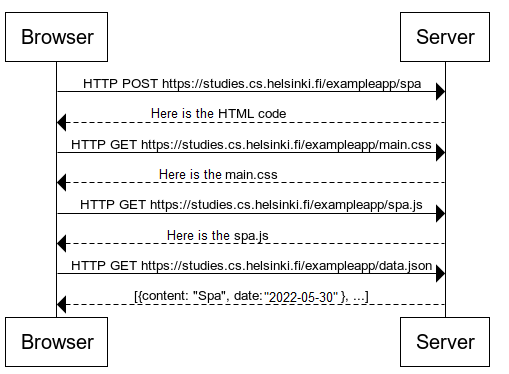 Browser Server
HTTP POST https://studies.cs.helsinki.fi/exampleapp/spa
Here is the HTML code
HTTP GET https://studies.cs.helsinki.fi/exampleapp/main.css
Here is the main.css
HTTP GET https://studies.cs.helsinki.fi/exampleapp/spa.js
Here is the spa.js
HTTP GET https://studies.cs.helsinki.fi/exampleapp/data.json
[{content: "Spa", date:"2022-05-30" }, ...]
Browser Server